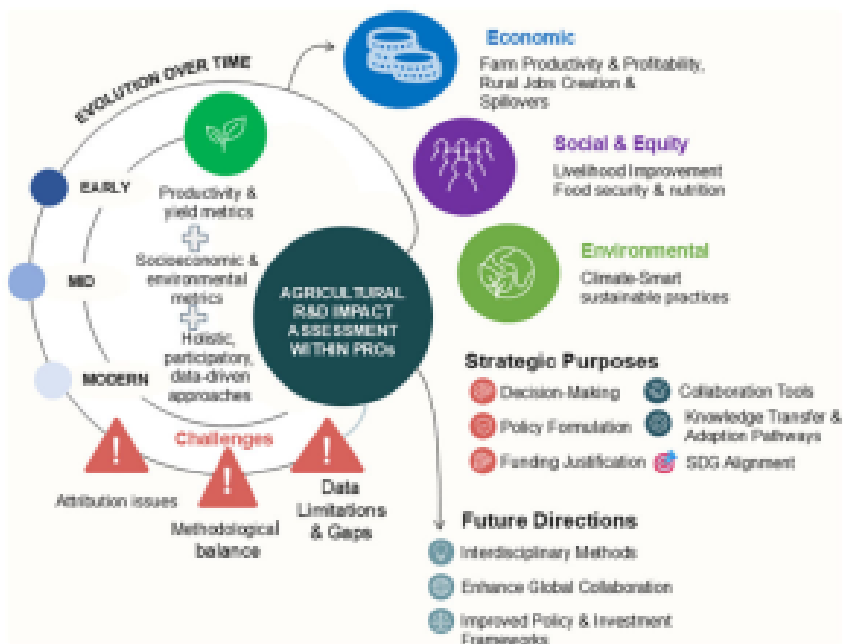 EVOLUTION OVER TIME
EARLY
MID
MODERN
Productivity &
yield metrics
Socioeconomic &
environmental
metrics
Holistic,
participatory,
data-driven
approaches
AGRICULTURAL
R&D IMPACT
ASSESSMENT
WITHIN PROs
Economic
Farm Productivity & Profitability,
Rural Jobs Creation &
Spillovers
Social & Equity
Livelihood Improvement
Food security & nutrition
Environmental
Climate-Smart
sustainable practices
Challenges
Attribution issues
Methodological
balance
Data
Limitations
& Gaps
Strategic Purposes
Decision-Making
Policy Formulation
Funding Justification
Collaboration Tools
Knowledge Transfer &
Adoption Pathways
SDG Alignment
Future Directions
Interdisciplinary Methods
Enhance Global Collaboration
Improved Policy & Investment
Frameworks